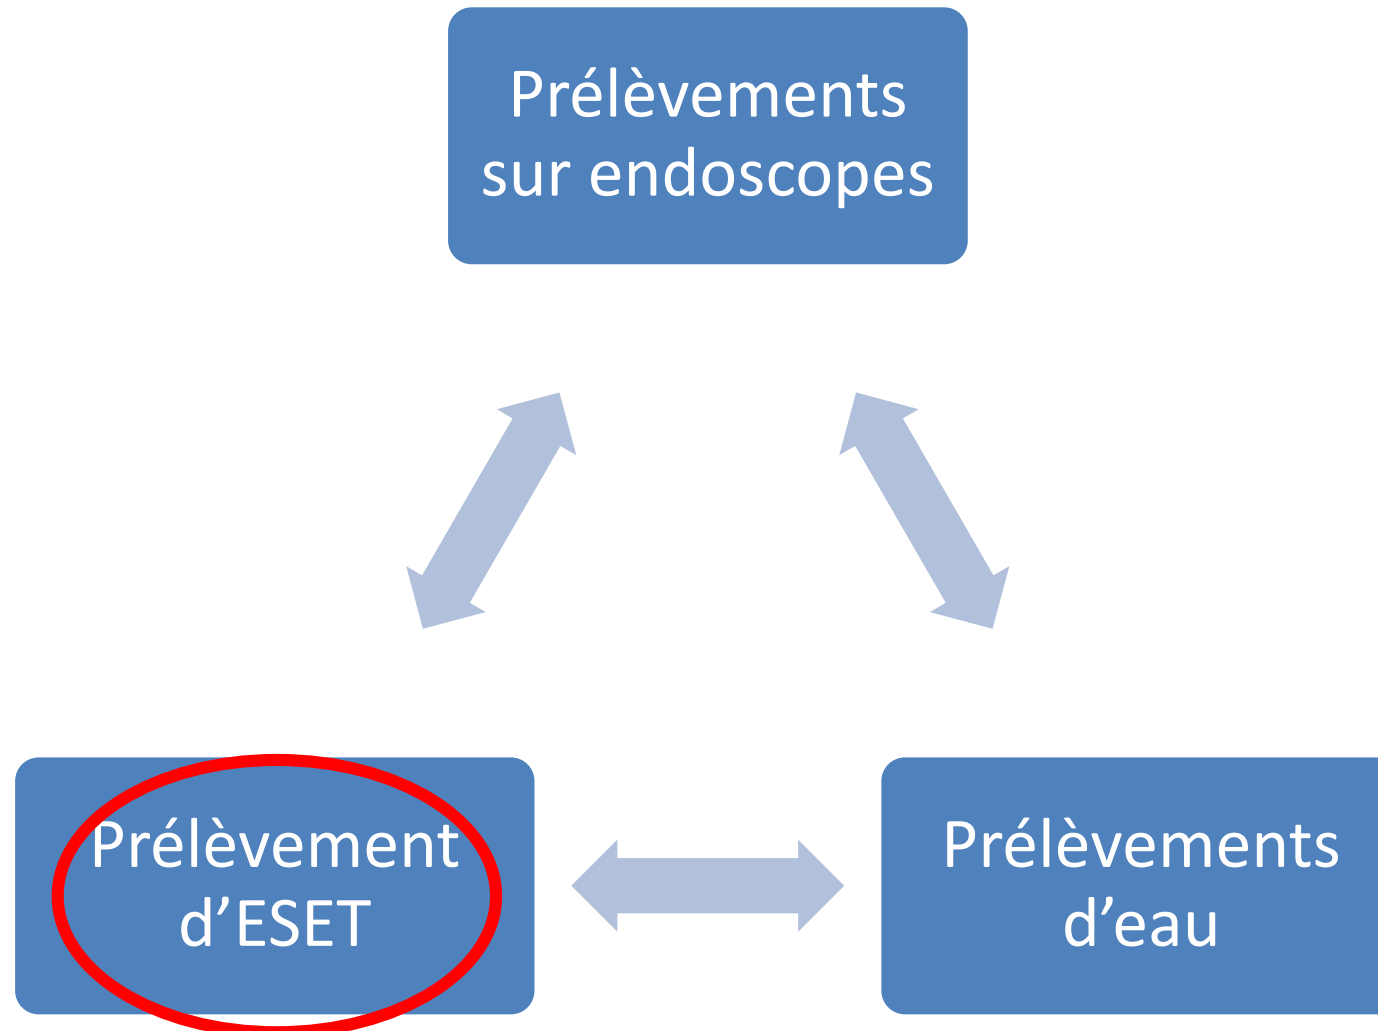 Prélèvements
sur endoscopes
Prélèvement
d’ESET
Prélèvements
d’eau